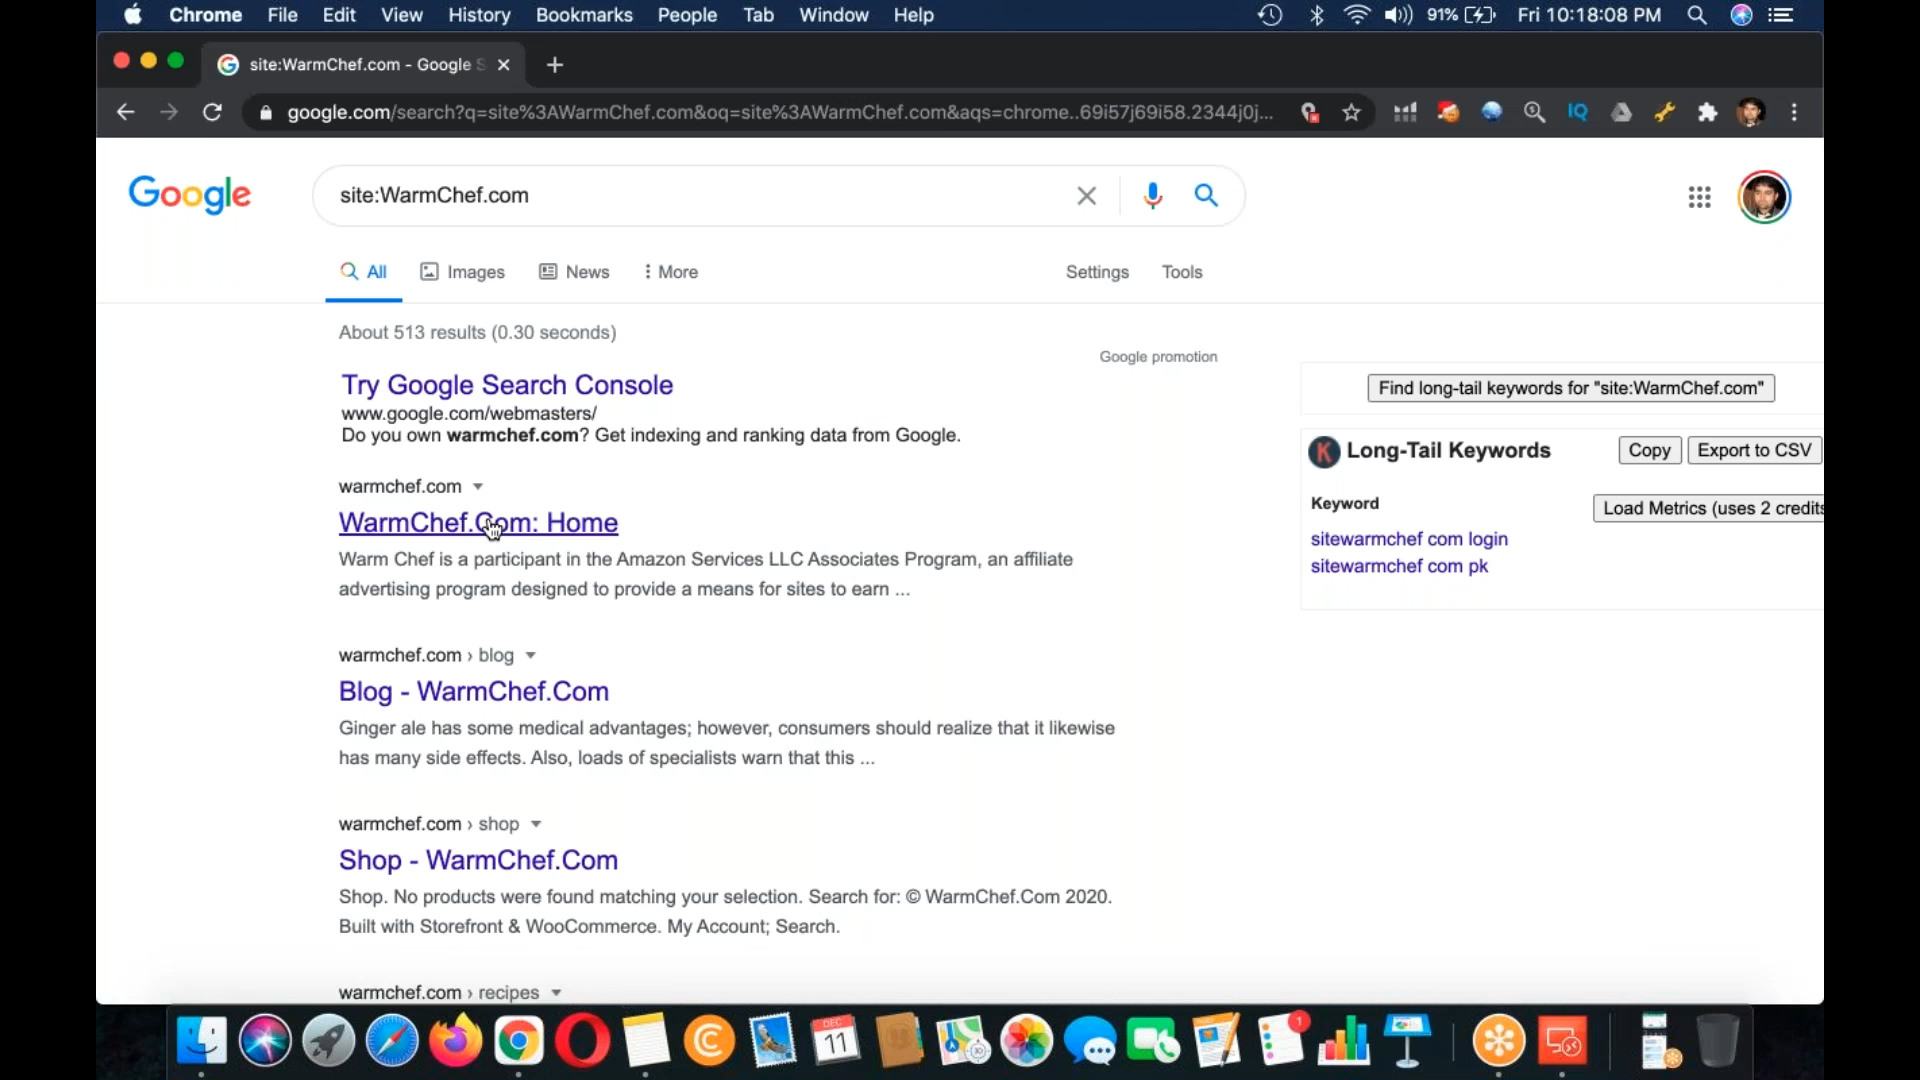 Chrome File Edit View History Bookmarks People Tab Window Help 91% Fri 10:18:08 PM
site:WarmChef.com - Google S
google.com/search?q=site%3AWarmChef.com&oq=site%3AWarmChef.com&aqs=chrome..69i57j69i58.2344j0j...
IQ
Google site:WarmChef.com
All Images News More Settings Tools
About 513 results (0.30 seconds)
Google promotion
Try Google Search Console
www.google.com/webmasters/
Do you own warmchef.com? Get indexing and ranking data from Google.
warmchef.com
WarmChef.Com: Home
Warm Chef is a participant in the Amazon Services LLC Associates Program, an affiliate
advertising program designed to provide a means for sites to earn ...
warmchef.com › blog
Blog - WarmChef.Com
Ginger ale has some medical advantages; however, consumers should realize that it likewise
has many side effects. Also, loads of specialists warn that this ...
warmchef.com › shop
Shop - WarmChef.Com
Shop. No products were found matching your selection. Search for: © WarmChef.Com 2020.
Built with Storefront & WooCommerce. My Account; Search.
warmchef.com › recipes
Find long-tail keywords for "site:WarmChef.com"
K Long-Tail Keywords Copy Export to CSV
Keyword Load Metrics (uses 2 credits
sitewarmchef com login
sitewarmchef com pk
DEC
11
1